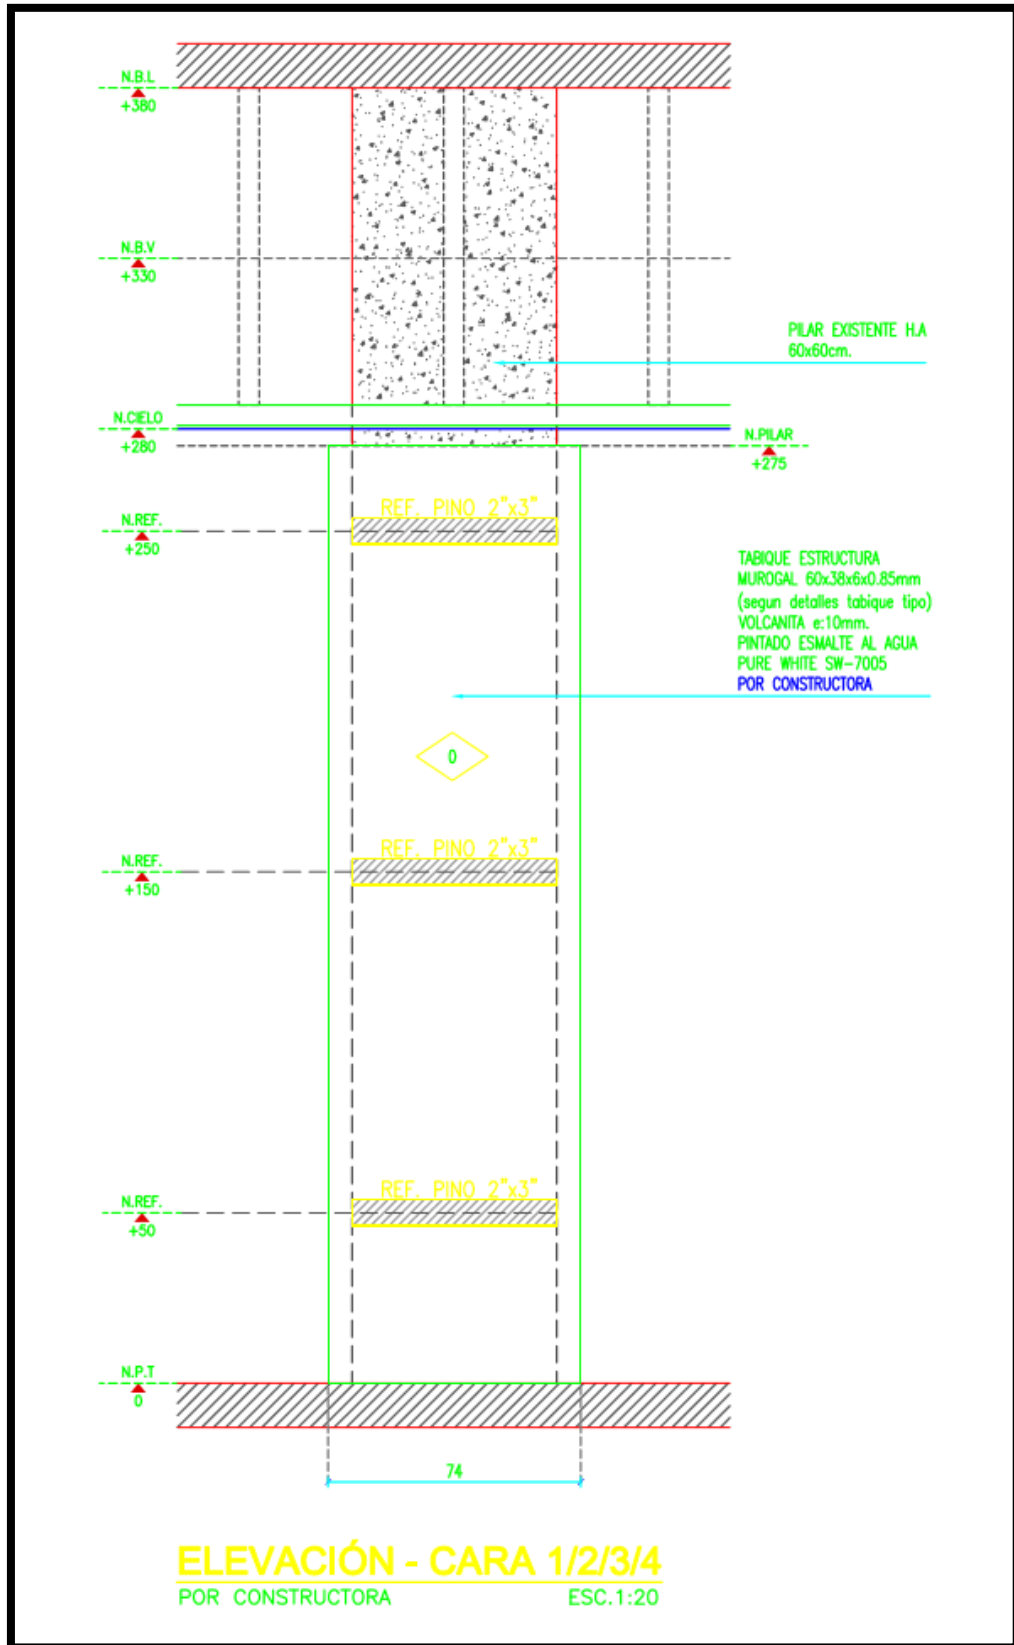 N.B.L
+380
N.B.V
+330
PILAR EXISTENTE H.A
60x60cm.
N.CIELO
+280
N.PILAR
+275
REF. PINO 2"x3"
N.REF.
+250
TABIQUE ESTRUCTURA
MUROGAL 60x38x6x0.85mm
(segun detalles tabique tipo)
VOLCANITA e:10mm.
PINTADO ESMALTE AL AGUA
PURE WHITE SW-7005
POR CONSTRUCTORA
0
REF. PINO 2"x3"
N.REF.
+150
REF. PINO 2"x3"
N.REF.
+50
N.P.T
0
74
ELEVACIÓN - CARA 1/2/3/4
POR CONSTRUCTORA ESC.1:20